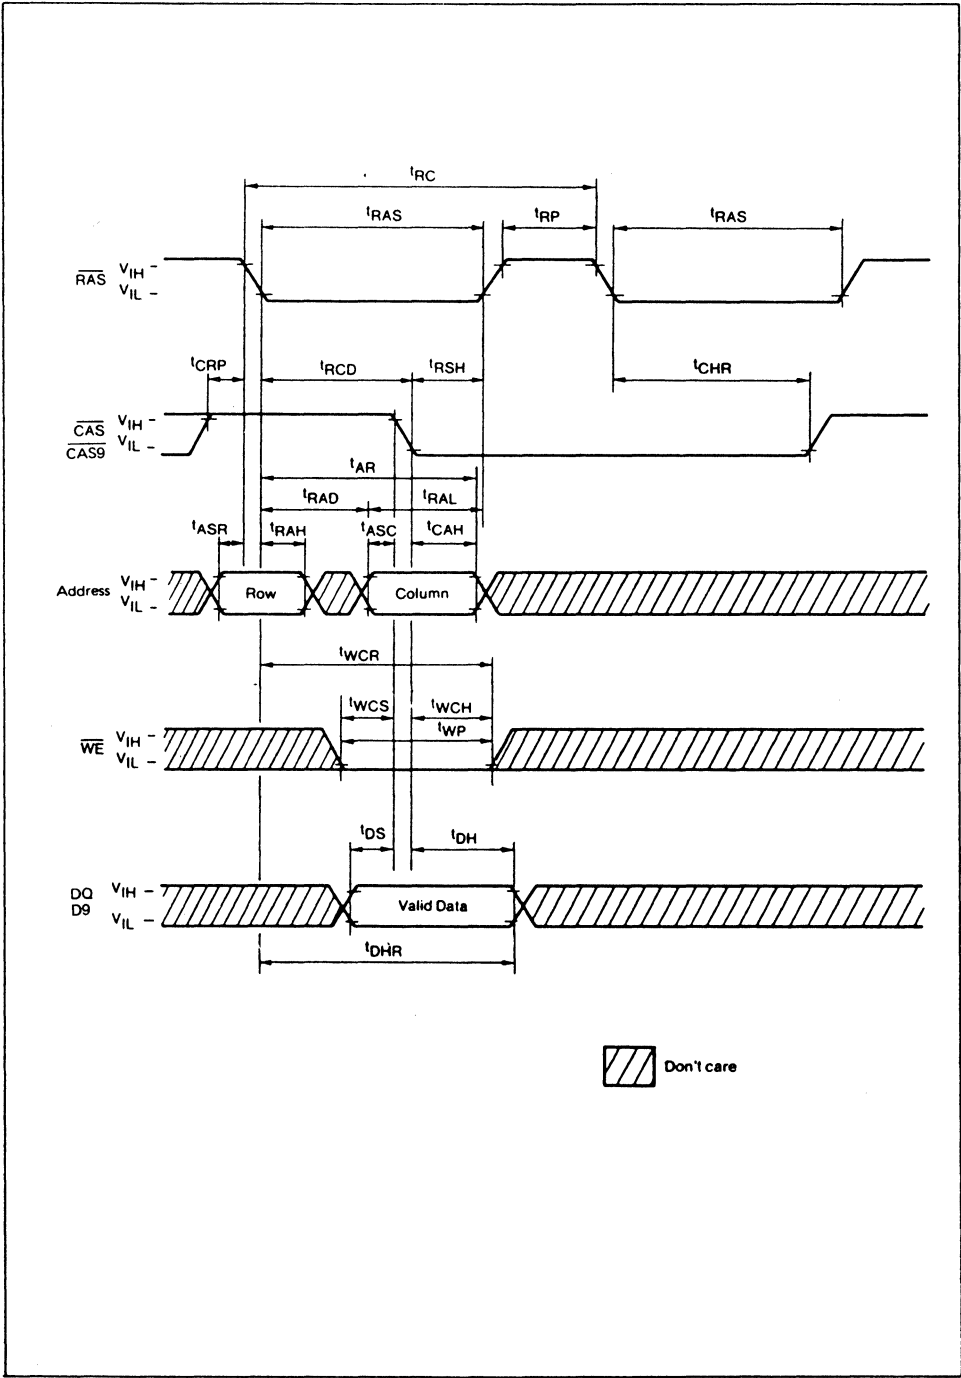 tRC
tRAS tRP tRAS
RAS VIH
VIL
tCRP tRCD tRSH tCHR
CAS VIH
CAS9 VIL
tAR
tRAD tRAL
tASR tRAH tASC tCAH
Address VIH Row Column
VIL
tWCR
tWCS tWCH
tWP
WE VIH
VIL
tDS tDH
DQ VIH
D9 VIL Valid Data
tDHR
Don't care